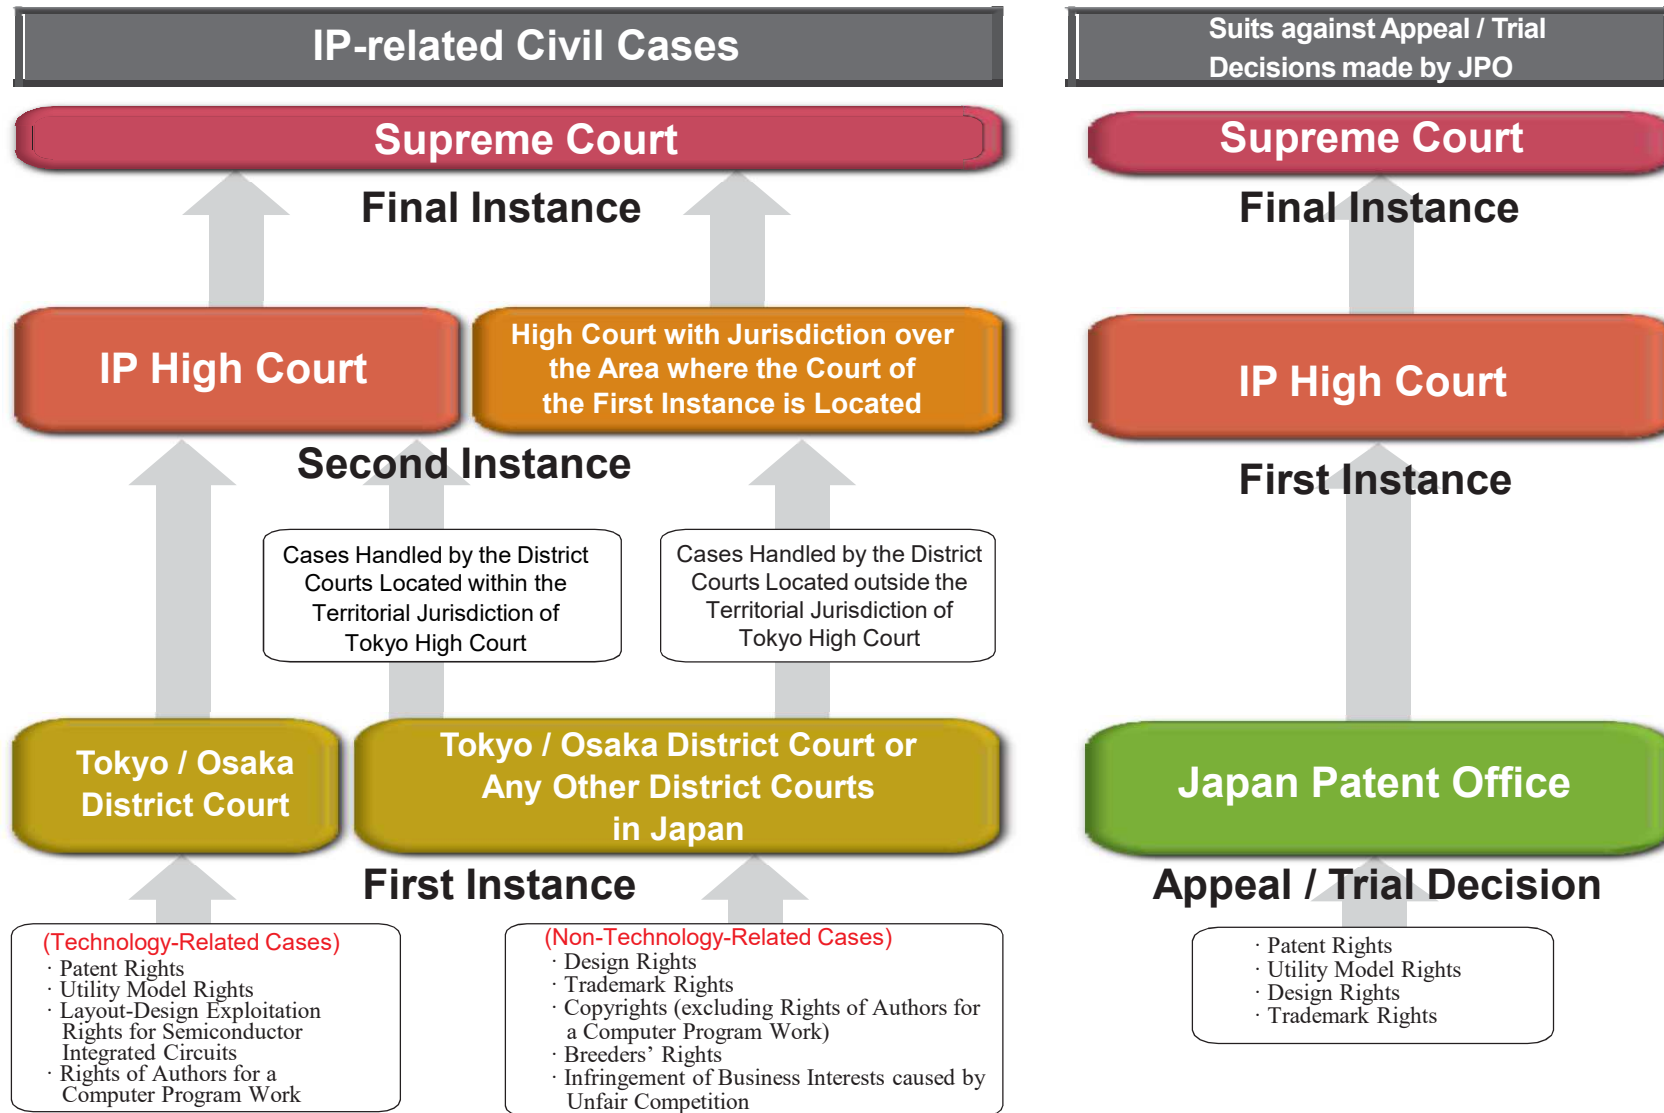 IP-related Civil Cases
Supreme Court
Final Instance
IP High Court
High Court with Jurisdiction over
the Area where the Court of
the First Instance is Located
Second Instance
Cases Handled by the District
Courts Located within the
Territorial Jurisdiction of
Tokyo High Court
Cases Handled by the District
Courts Located outside the
Territorial Jurisdiction of
Tokyo High Court
Tokyo / Osaka
District Court
Tokyo / Osaka District Court or
Any Other District Courts
in Japan
First Instance
(Technology-Related Cases)
· Patent Rights
· Utility Model Rights
· Layout-Design Exploitation
Rights for Semiconductor
Integrated Circuits
· Rights of Authors for a
Computer Program Work
(Non-Technology-Related Cases)
· Design Rights
· Trademark Rights
· Copyrights (excluding Rights of Authors for
a Computer Program Work)
· Breeders’ Rights
· Infringement of Business Interests caused by
Unfair Competition
Suits against Appeal / Trial
Decisions made by JPO
Supreme Court
Final Instance
IP High Court
First Instance
Japan Patent Office
Appeal / Trial Decision
· Patent Rights
· Utility Model Rights
· Design Rights
· Trademark Rights